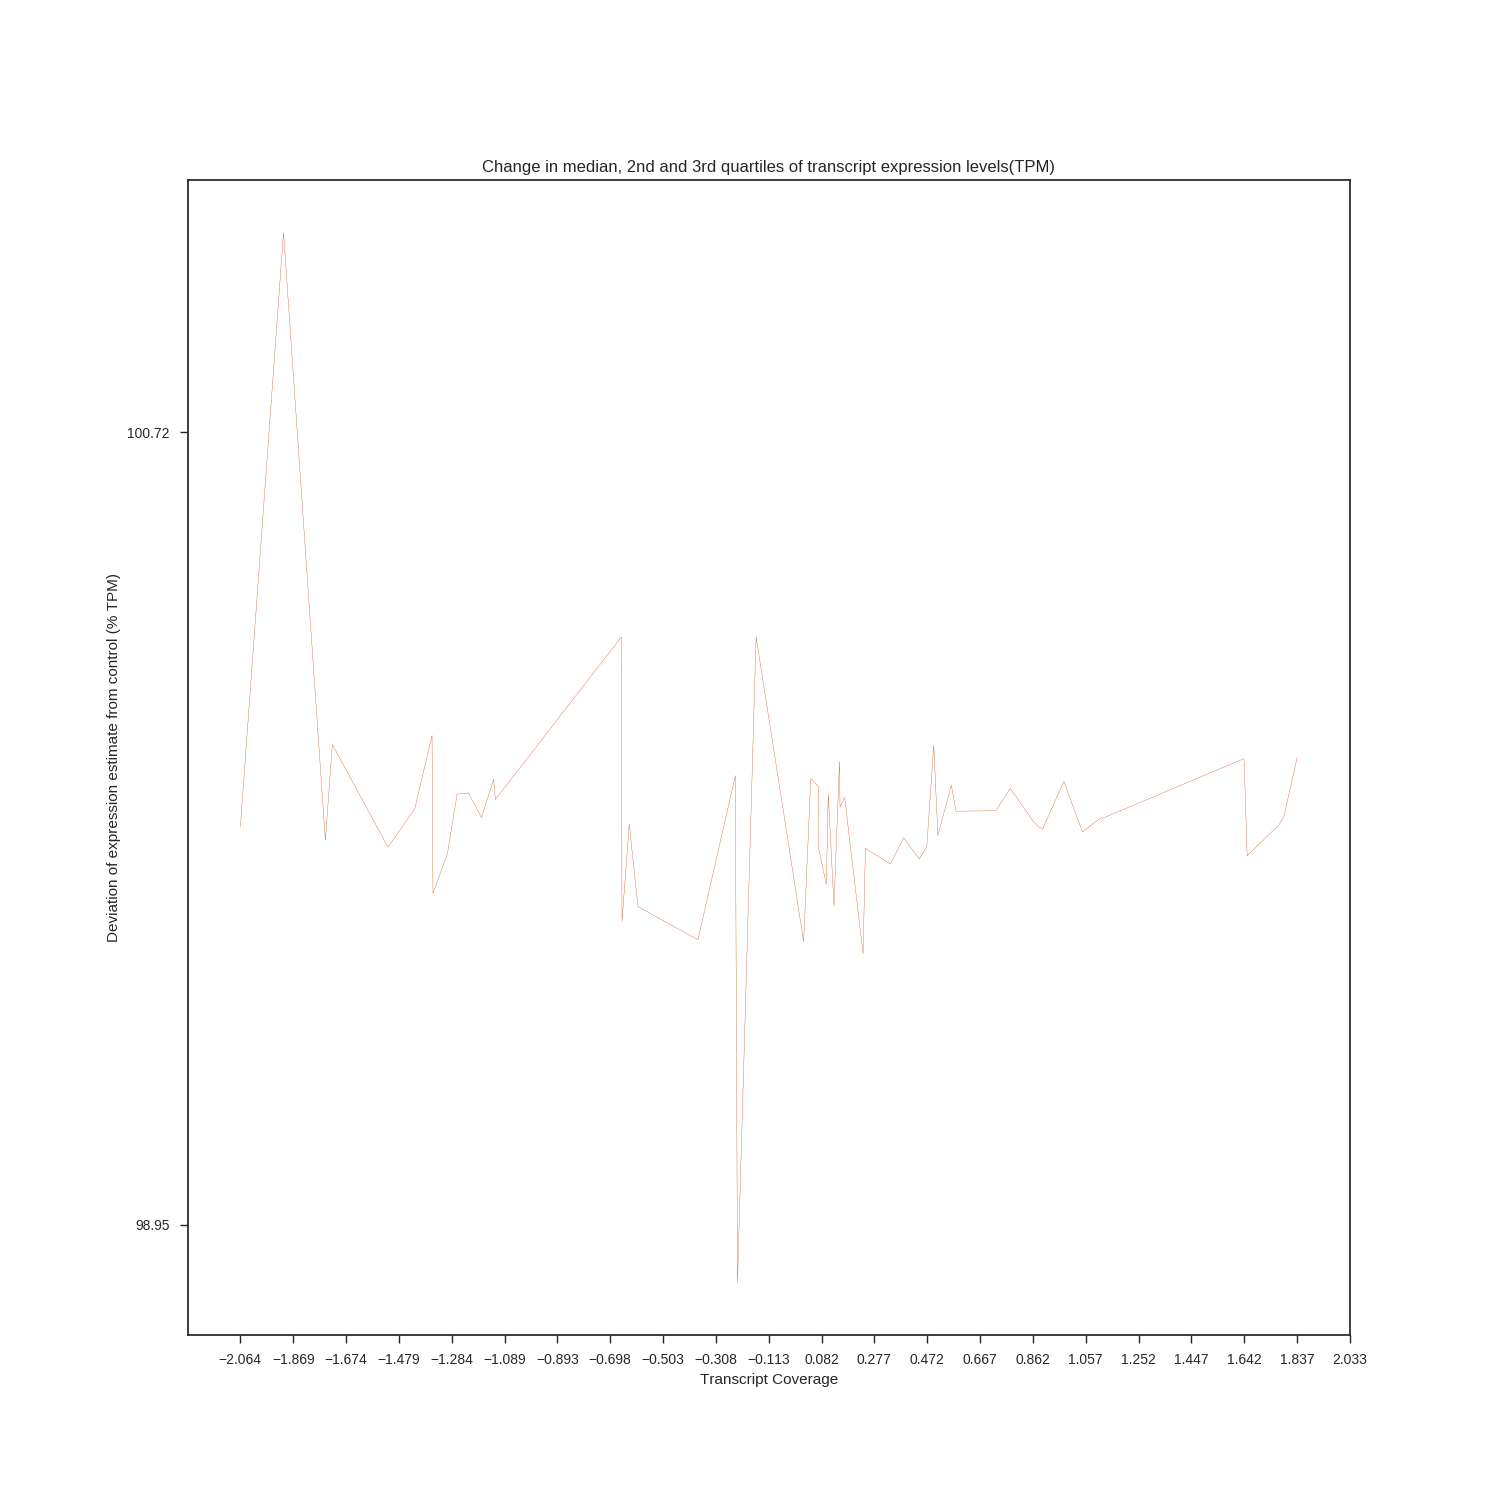 Change in median, 2nd and 3rd quartiles of transcript expression levels(TPM)
100.72
Deviation of expression estimate from control (% TPM)
98.95
−2.064 −1.869 −1.674 −1.479 −1.284 −1.089 −0.893 −0.698 −0.503 −0.308 −0.113 0.082 0.277 0.472 0.667 0.862 1.057 1.252 1.447 1.642 1.837 2.033
Transcript Coverage